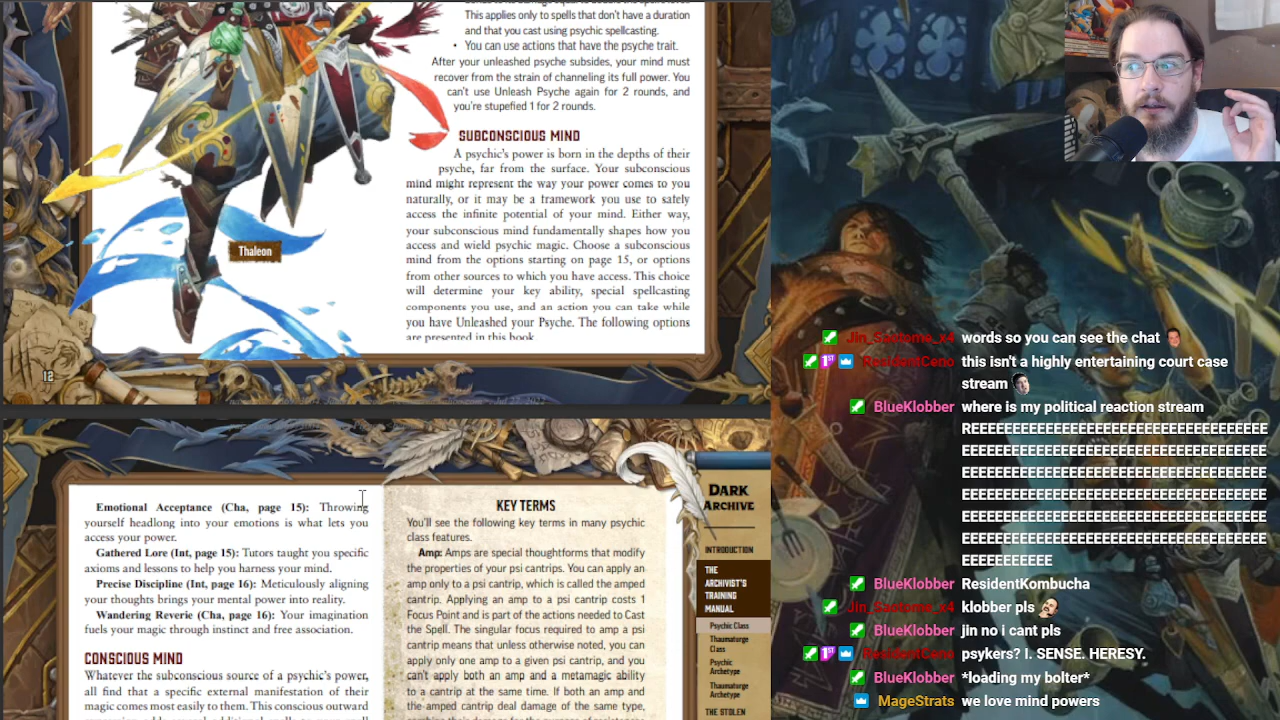 This applies only to spells that don't have a duration
and that you cast using psychic spellcasting.
• You can use actions that have the psyche trait.
After your unleashed psyche subsides, your mind must
recover from the strain of channeling its full power. You
can't use Unleash Psyche again for 2 rounds, and
you're stupefied 1 for 2 rounds.
SUBCONSCIOUS MIND
A psychic's power is born in the depths of their
psyche, far from the surface. Your subconscious
mind might represent the way your power comes to you
naturally, or it may be a framework you use to safely
access the infinite potential of your mind. Either way,
your subconscious mind fundamentally shapes how you
access and wield psychic magic. Choose a subconscious
mind from the options starting on page 15, or options
from other sources to which you have access. This choice
will determine your key ability, special spellcasting
components you use, and an action you can take while
you have Unleashed your Psyche. The following options
are presented in this book.
Thaleon
12
Emotional Acceptance (Cha, page 15): Throwing
yourself headlong into your emotions is what lets you
access your power.
Gathered Lore (Int, page 15): Tutors taught you specific
axioms and lessons to help you harness your mind.
Precise Discipline (Int, page 16): Meticulously aligning
your thoughts brings your mental power into reality.
Wandering Reverie (Cha, page 16): Your imagination
fuels your magic through instinct and free association.
CONSCIOUS MIND
Whatever the subconscious source of a psychic's power,
all find that a specific external manifestation of their
magic comes most easily to them. This conscious outward
KEY TERMS
You'll see the following key terms in many psychic
class features.
Amp: Amps are special thoughtforms that modify
the properties of your psi cantrips. You can apply an
amp only to a psi cantrip, which is called the amped
cantrip. Applying an amp to a psi cantrip costs 1
Focus Point and is part of the actions needed to Cast
the Spell. The singular focus required to amp a psi
cantrip means that unless otherwise noted, you can
apply only one amp to a given psi cantrip, and you
can't apply both an amp and a metamagic ability
to a cantrip at the same time. If both an amp and
the amped cantrip deal damage of the same type,
DARK
ARCHIVE
INTRODUCTION
THE
ARCHIVIST'S
TRAINING
MANUAL
Psychic Class
Thaumaturge
Class
Psychic
Archetype
Thaumaturge
Archetype
THE STOLEN
Jin_Saotome_x4 words so you can see the chat
1ST ResidentCeno this isn't a highly entertaining court case
stream
BlueKlobber where is my political reaction stream
REEEEEEEEEEEEEEEEEEEEEEEEEEEEEEEEEEE
EEEEEEEEEEEEEEEEEEEEEEEEEEEEEEEEEEEE
EEEEEEEEEEEEEEEEEEEEEEEEEEEEEEEEEEEE
EEEEEEEEEEEEEEEEEEEEEEEEEEEEEEEEEEEE
EEEEEEEEEEEEEEEEEEEEEEEEEEEEEEEEEEEE
EEEEEEEEEEEEEEEEEEEEEEEEEEEEEEEEEEEE
EEEEEEEEEEE
BlueKlobber ResidentKombucha
Jin_Saotome_x4 klobber pls
BlueKlobber jin no i cant pls
1ST ResidentCeno psykers? I. SENSE. HERESY.
BlueKlobber *loading my bolter*
MageStrats we love mind powers